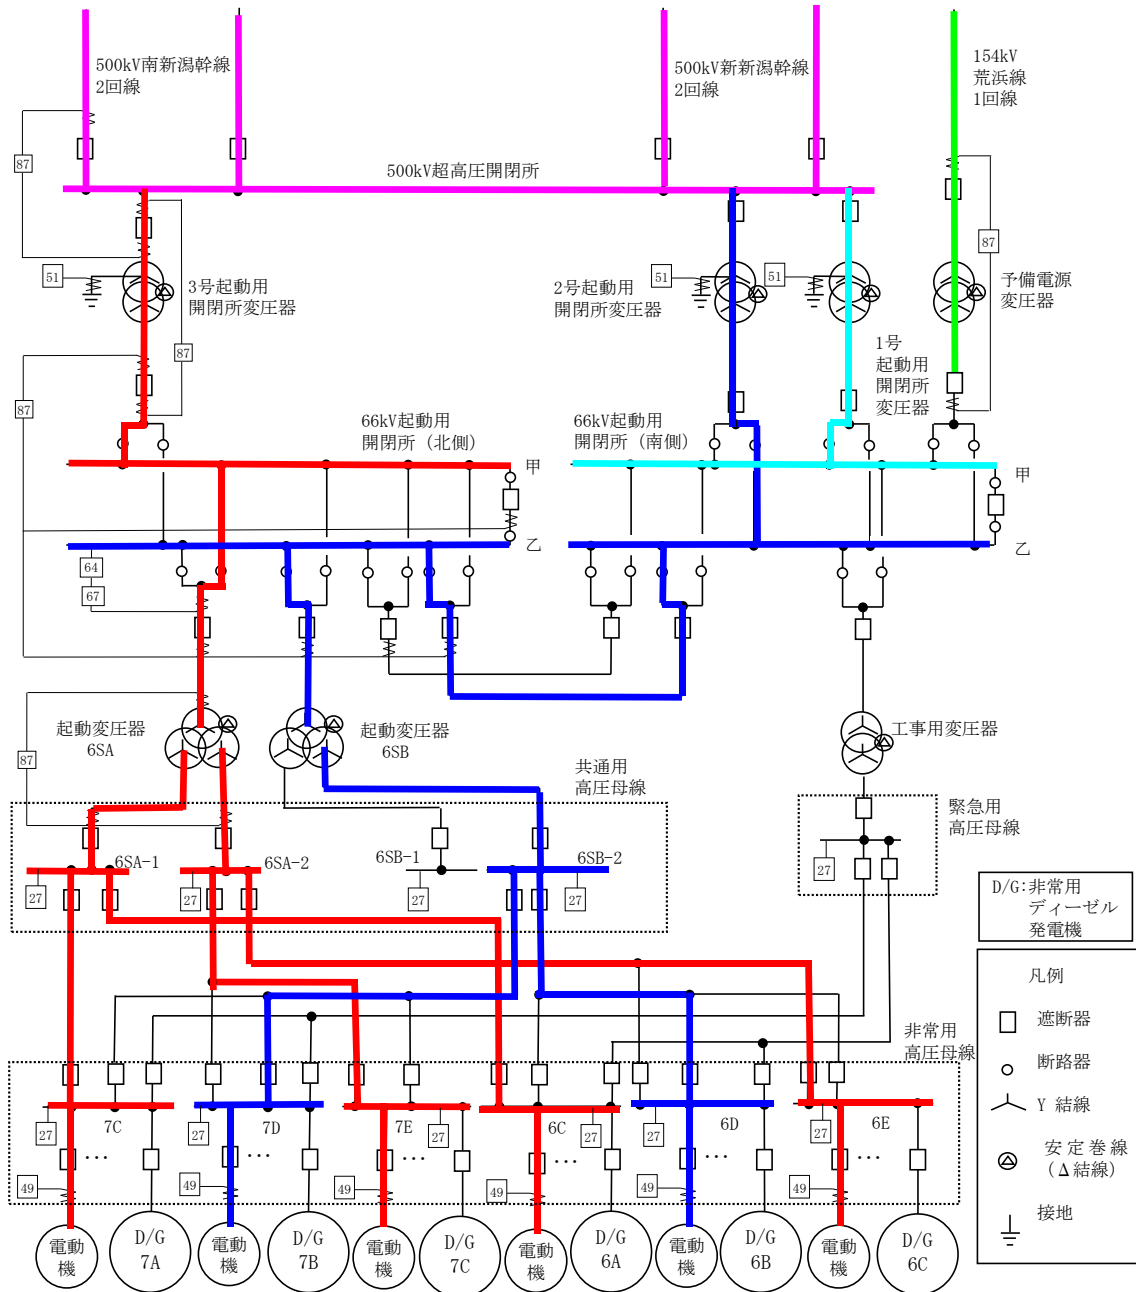 500kV南新潟幹線
2回線
500kV新新潟幹線
2回線
154kV
荒浜線
1回線
87
500kV超高圧開閉所
87
51
3号起動用
開閉所変圧器
51
2号起動用
開閉所変圧器
51
予備電源
変圧器
87
1号
起動用
開閉所
変圧器
87
66kV起動用
開閉所（北側）
66kV起動用
開閉所（南側）
甲
甲
乙
乙
64
67
起動変圧器
6SA
起動変圧器
6SB
工事用変圧器
87
共通用
高圧母線
緊急用
高圧母線
6SA-1
6SA-2
6SB-1
6SB-2
27
27
27
27
27
D/G:非常用
ディーゼル
発電機
凡例
遮断器
断路器
Y 結線
安定巻線
(Δ結線)
接地
非常用
高圧母線
7C
7D
7E
6C
6D
6E
27
27
27
27
27
27
…
…
…
…
…
…
49
49
49
49
49
49
電動
機
D/G
7A
電動
機
D/G
7B
電動
機
D/G
7C
電動
機
D/G
6A
電動
機
D/G
6B
電動
機
D/G
6C